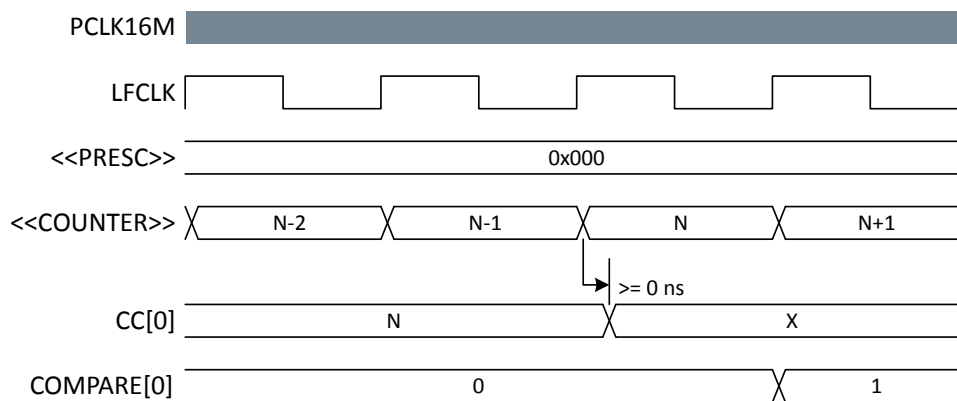 PCLK16M
LFCLK
<<PRESC>> 0x000
<<COUNTER>> N-2 N-1 N N+1
>= 0 ns
CC[0] N X
COMPARE[0] 0 1